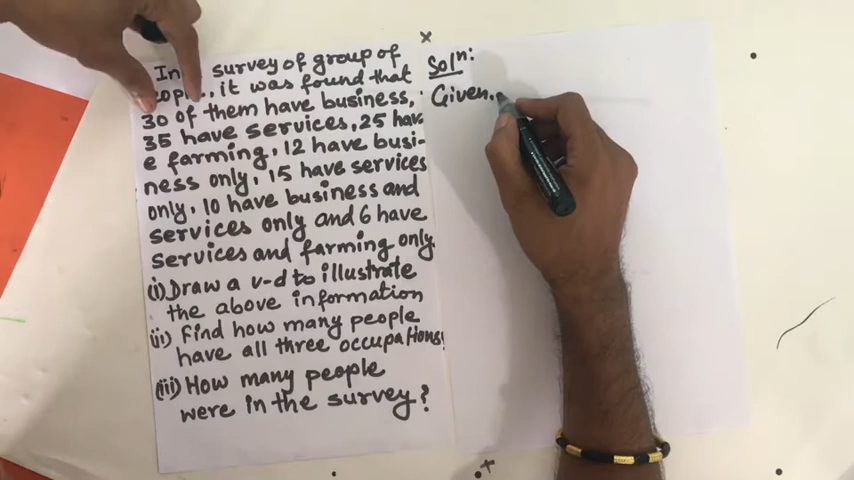 In survey of group of
it was found that
30 of them have business,
35 have services, 25 hav
e farming, 12 have busi-
ness only, 15 have services
only, 10 have business and
services only and 6 have
services and farming only.
(i) Draw a v-d to illustrate
the above information
ii) Find how many people
have all three occupations.
(iii) How many people
were in the survey?
Solⁿ:
Given